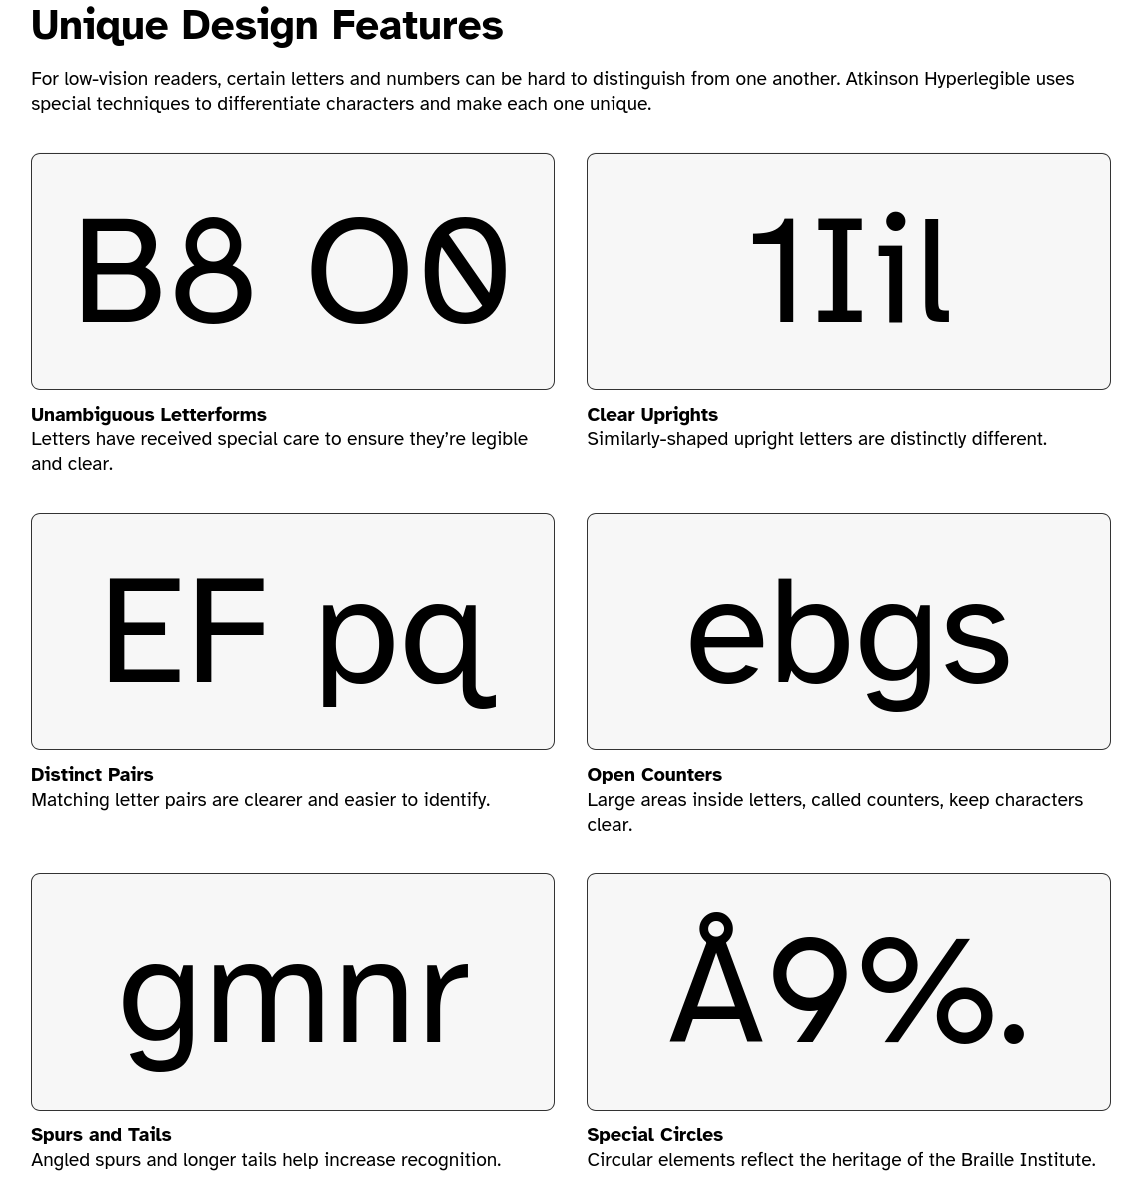 Unique Design Features
For low-vision readers, certain letters and numbers can be hard to distinguish from one another. Atkinson Hyperlegible uses
special techniques to differentiate characters and make each one unique.
B8 O0
Unambiguous Letterforms
Letters have received special care to ensure they’re legible
and clear.
1Iil
Clear Uprights
Similarly-shaped upright letters are distinctly different.
EF pq
Distinct Pairs
Matching letter pairs are clearer and easier to identify.
ebgs
Open Counters
Large areas inside letters, called counters, keep characters
clear.
gmnr
Spurs and Tails
Angled spurs and longer tails help increase recognition.
Å9%.
Special Circles
Circular elements reflect the heritage of the Braille Institute.